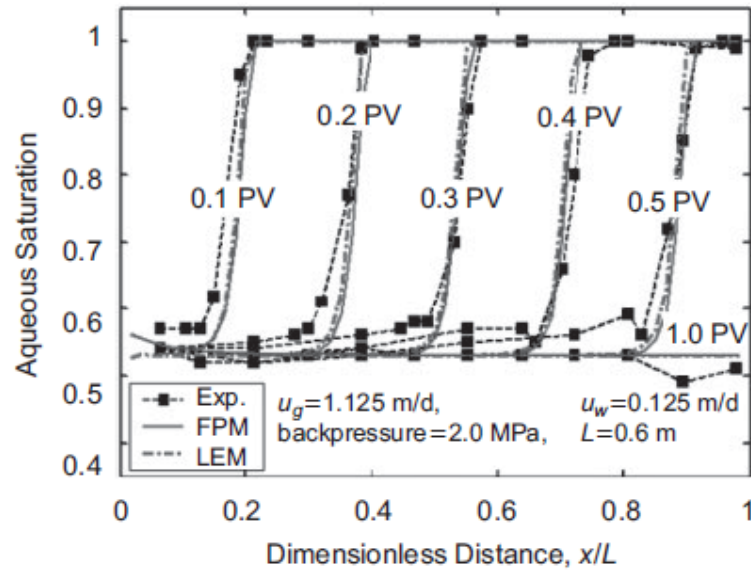 1
0.9
0.8
0.7
0.6
0.5
0.4
Aqueous Saturation
0.1 PV
0.2 PV
0.3 PV
0.4 PV
0.5 PV
1.0 PV
Exp.
FPM
LEM
u_g=1.125 m/d, u_w=0.125 m/d
backpressure=2.0 MPa, L=0.6 m
0 0.2 0.4 0.6 0.8 1
Dimensionless Distance, x/L